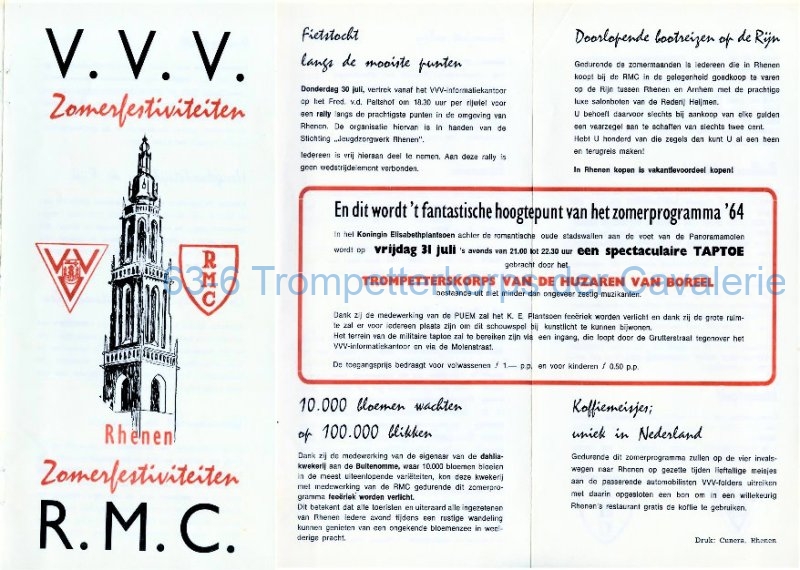 V. V. V.
Zomerfestiviteiten
VVV
RMC
Rhenen
Zomerfestiviteiten
R. M. C.
Fietstocht
langs de mooiste punten
Donderdag 30 juli, vertrek vanaf het VVV-informatiekantoor
op het Fred. v.d. Paltshof om 18.30 uur per rijwiel voor
een rally langs de prachtigste punten in de omgeving van
Rhenen. De organisatie hiervan is in handen van de
Stichting „Jeugdzorgwerk Rhenen".
Iedereen is vrij hieraan deel te nemen. Aan deze rally is
geen wedstrijdelement verbonden.
Doorlopende bootreizen op de Rijn
Gedurende de zomermaanden is iedereen die in Rhenen
koopt bij de RMC in de gelegenheid goedkoop te varen
op de Rijn tussen Rhenen en Arnhem met de prachtige
luxe salonboten van de Rederij Heijmen.
U behoeft daarvoor slechts bij aankoop van elke gulden
een vaarzegel aan te schaffen van slechts twee cent.
Hebt U honderd van die zegels dan kunt U al een heen
en terugreis maken!
In Rhenen kopen is vakantievoordeel kopen!
En dit wordt 't fantastische hoogtepunt van het zomerprogramma '64
In het Koningin Elisabethplantsoen achter de romantische oude stadswallen aan de voet van de Panoramamolen
wordt op vrijdag 31 juli 's avonds van 21.00 tot 22.30 uur een spectaculaire TAPTOE
gebracht door het
TROMPETTERSKORPS VAN DE HUZAREN VAN BOREEL
bestaande uit niet minder dan ongeveer zestig muzikanten.
6376 Trompetterkorps der Cavalerie
Dank zij de medewerking van de PUEM zal het K. E. Plantsoen feeëriek worden verlicht en dank zij de grote ruim-
te zal er voor iedereen plaats zijn om dit schouwspel bij kunstlicht te kunnen bijwonen.
Het terrein van de militaire taptoe zal te bereiken zijn via een ingang, die loopt door de Grutterstraat tegenover het
VVV-informatiekantoor en via de Molenstraat.
De toegangsprijs bedraagt voor volwassenen ƒ 1.— p.p. en voor kinderen ƒ 0.50 p.p.
10.000 bloemen wachten
op 100.000 blikken
Dank zij de medewerking van de eigenaar van de dahlia-
kwekerij aan de Buitenomme, waar 10.000 bloemen bloeien
in de meest uiteenlopende variëteiten, kon deze kwekerij
met medewerking van de RMC gedurende dit zomerpro-
gramma feeëriek worden verlicht.
Dit betekent dat alle toeristen en uiteraard alle ingezetenen
van Rhenen iedere avond tijdens een rustige wandeling
kunnen genieten van een ongekende bloemenzee in weel-
derige pracht.
Koffiemeisjes;
uniek in Nederland
Gedurende dit zomerprogramma zullen op de vier invals-
wegen naar Rhenen op gezette tijden lieftallige meisjes
aan de passerende automobilisten VVV-folders uitreiken
met daarin opgesloten een bon om in een willekeurig
Rhenen's restaurant gratis de koffie te gebruiken.
Druk: Cunera, Rhenen